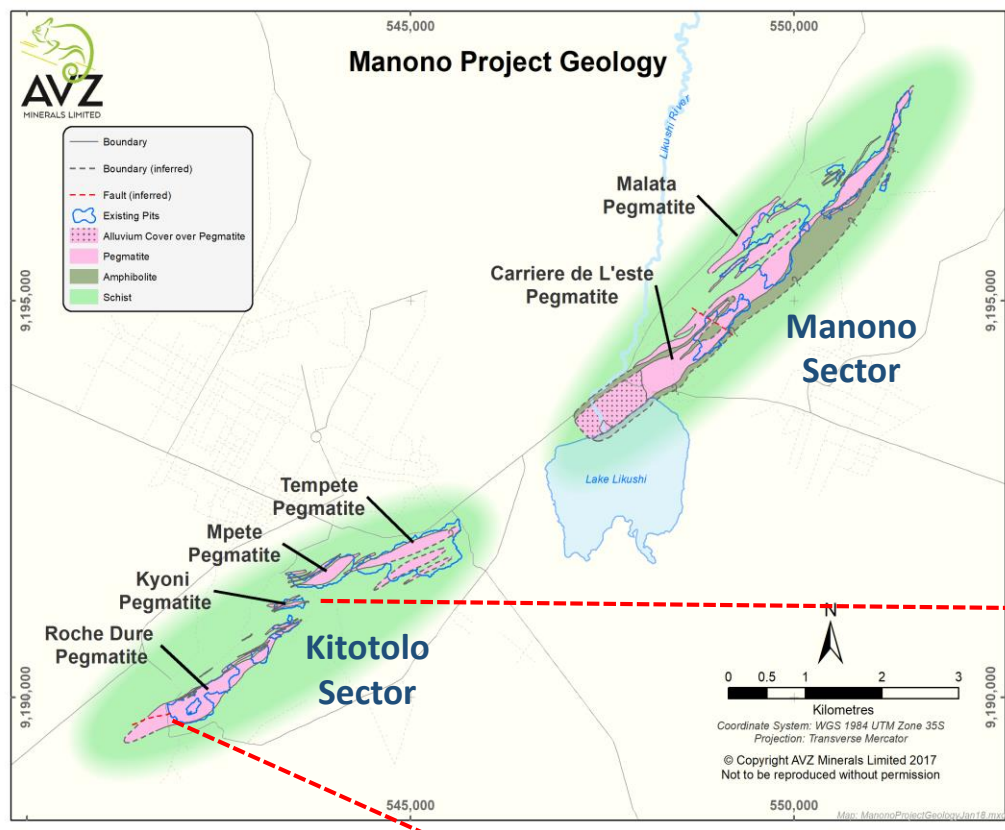 545,000
550,000
AVZ
MINERALS LIMITED
Manono Project Geology
Boundary
Boundary (inferred)
Fault (inferred)
Existing Pits
Alluvium Cover over Pegmatite
Pegmatite
Amphibolite
Schist
Likushi River
Malata
Pegmatite
Carriere de L'este
Pegmatite
9,195,000
9,195,000
Manono
Sector
Lake Likushi
Tempete
Pegmatite
Mpete
Pegmatite
Kyoni
Pegmatite
Roche Dure
Pegmatite
Kitotolo
Sector
N
9,190,000
9,190,000
0 0.5 1 2 3
Kilometres
Coordinate System: WGS 1984 UTM Zone 35S
Projection: Transverse Mercator
© Copyright AVZ Minerals Limited 2017
Not to be reproduced without permission
545,000
550,000
Map: ManonoProjectGeologyJan18.mxd